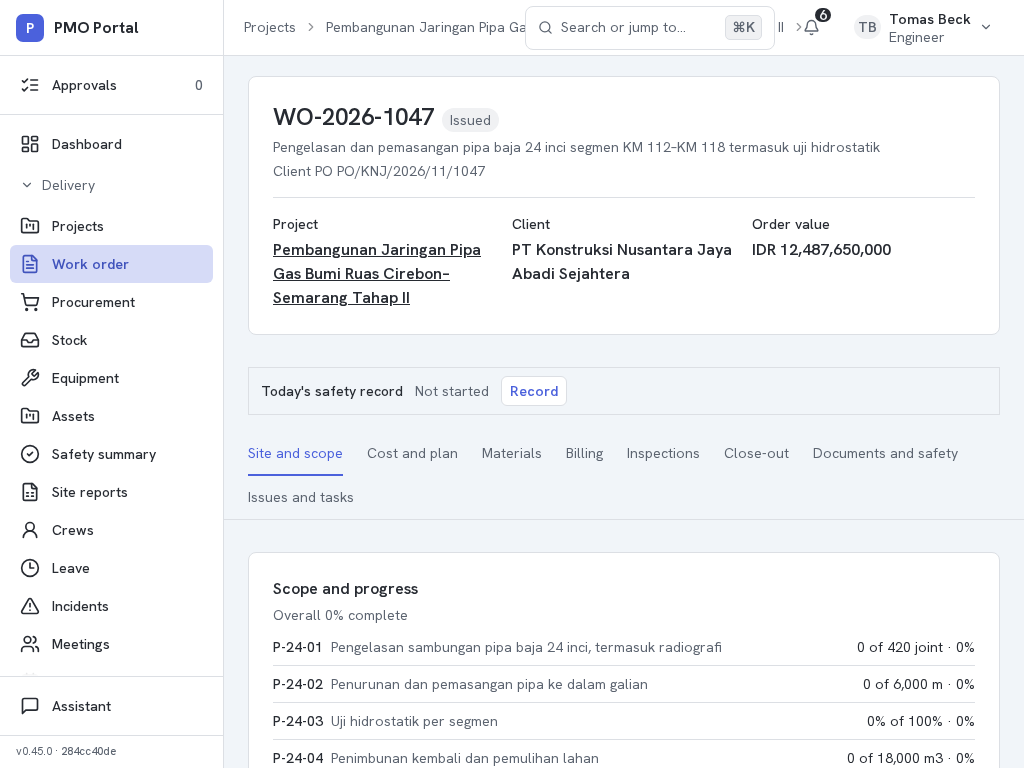 P PMO Portal
Projects
Pembangunan Jaringan Pipa Ga
Search or jump to...
⌘K
II
6
TB
Tomas Beck
Engineer
Approvals 0
Dashboard
Delivery
Projects
Work order
Procurement
Stock
Equipment
Assets
Safety summary
Site reports
Crews
Leave
Incidents
Meetings
Assistant
v0.45.0 · 284cc40de
WO-2026-1047 Issued
Pengelasan dan pemasangan pipa baja 24 inci segmen KM 112–KM 118 termasuk uji hidrostatik
Client PO PO/KNJ/2026/11/1047
Project
Pembangunan Jaringan Pipa
Gas Bumi Ruas Cirebon–
Semarang Tahap II
Client
PT Konstruksi Nusantara Jaya
Abadi Sejahtera
Order value
IDR 12,487,650,000
Today's safety record Not started Record
Site and scope Cost and plan Materials Billing Inspections Close-out Documents and safety
Issues and tasks
Scope and progress
Overall 0% complete
P-24-01 Pengelasan sambungan pipa baja 24 inci, termasuk radiografi 0 of 420 joint · 0%
P-24-02 Penurunan dan pemasangan pipa ke dalam galian 0 of 6,000 m · 0%
P-24-03 Uji hidrostatik per segmen 0% of 100% · 0%
P-24-04 Penimbunan kembali dan pemulihan lahan 0 of 18,000 m3 · 0%